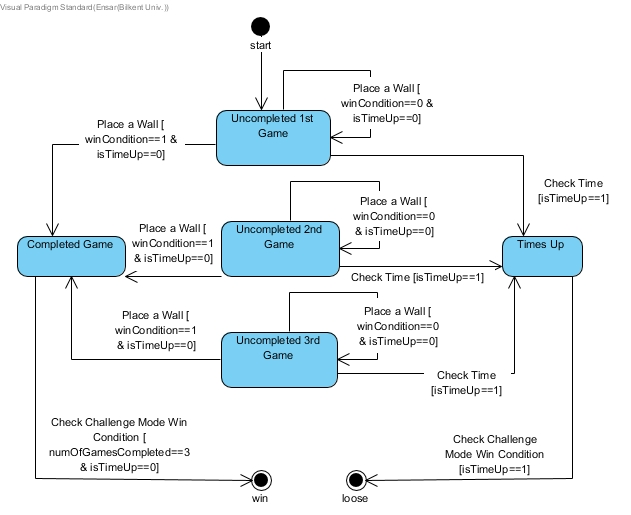 Visual Paradigm Standard(Ensar(Bilkent Univ.))
start
Place a Wall [
winCondition==0 &
isTimeUp==0]
Uncompleted 1st
Game
Place a Wall [
winCondition==1 &
isTimeUp==0]
Check Time
[isTimeUp==1]
Place a Wall [
winCondition==0
& isTimeUp==0]
Uncompleted 2nd
Game
Place a Wall [
winCondition==1
& isTimeUp==0]
Completed Game
Times Up
Check Time [isTimeUp==1]
Place a Wall [
winCondition==0
& isTimeUp==0]
Place a Wall [
winCondition==1
& isTimeUp==0]
Uncompleted 3rd
Game
Check Time
[isTimeUp==1]
Check Challenge Mode Win
Condition [
numOfGamesCompleted==3
& isTimeUp==0]
Check Challenge
Mode Win Condition
[isTimeUp==1]
win
loose